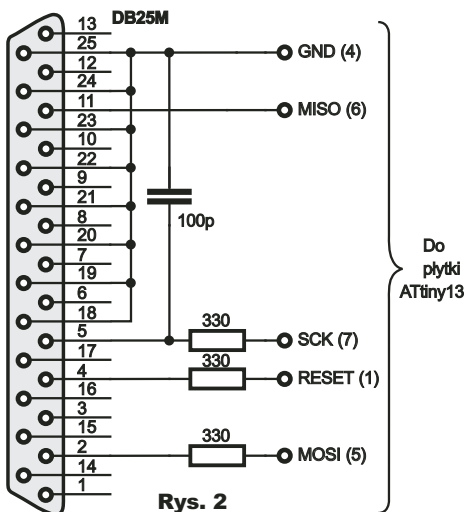 DB25M
13
25
12
24
11
23
10
22
9
21
8
20
7
19
6
18
5
17
4
16
3
15
2
14
1
GND (4)
MISO (6)
100p
330
SCK (7)
330
RESET (1)
330
MOSI (5)
Do
płytki
ATtiny13
Rys. 2